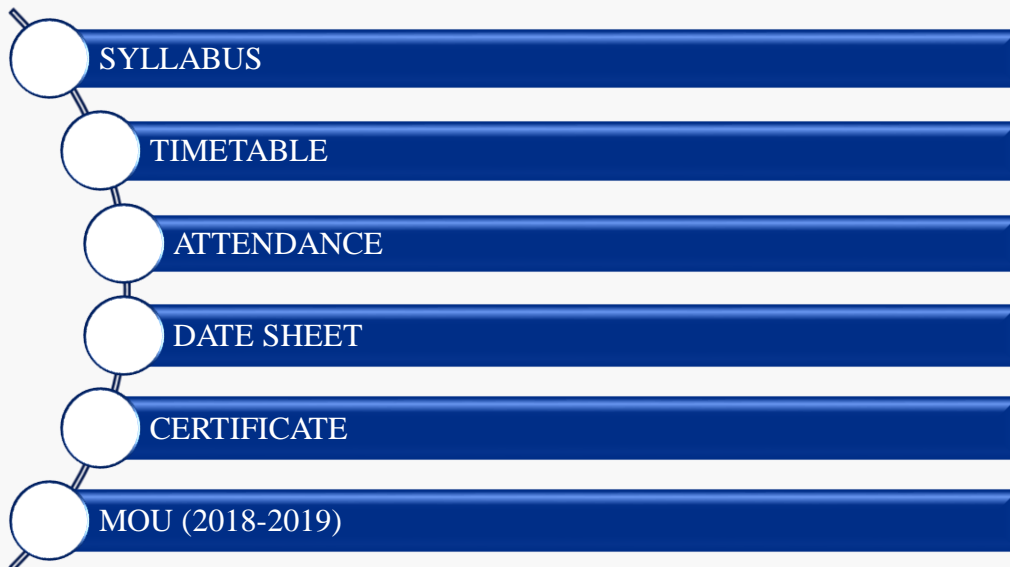 SYLLABUS
TIMETABLE
ATTENDANCE
DATE SHEET
CERTIFICATE
MOU (2018-2019)